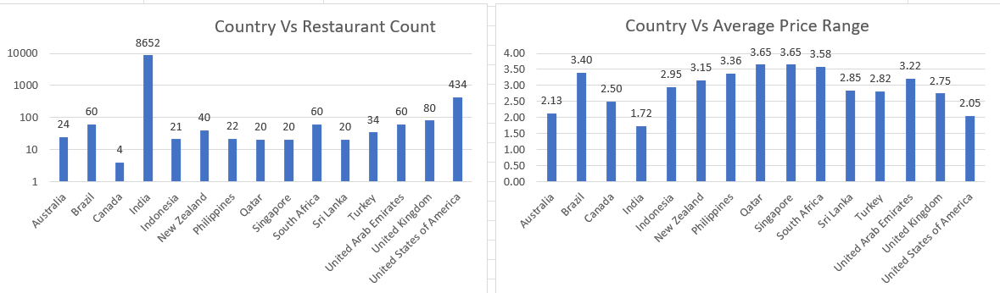 Country Vs Restaurant Count
10000
1000
100
10
1
24
60
4
8652
21
40
22
20
20
60
20
34
60
80
434
Australia
Brazil
Canada
India
Indonesia
New Zealand
Philippines
Qatar
Singapore
South Africa
Sri Lanka
Turkey
United Arab Emirates
United Kingdom
United States of America
Country Vs Average Price Range
4.00
3.50
3.00
2.50
2.00
1.50
1.00
0.50
0.00
2.13
3.40
2.50
1.72
2.95
3.15
3.36
3.65
3.65
3.58
2.85
2.82
3.22
2.75
2.05
Australia
Brazil
Canada
India
Indonesia
New Zealand
Philippines
Qatar
Singapore
South Africa
Sri Lanka
Turkey
United Arab Emirates
United Kingdom
United States of America